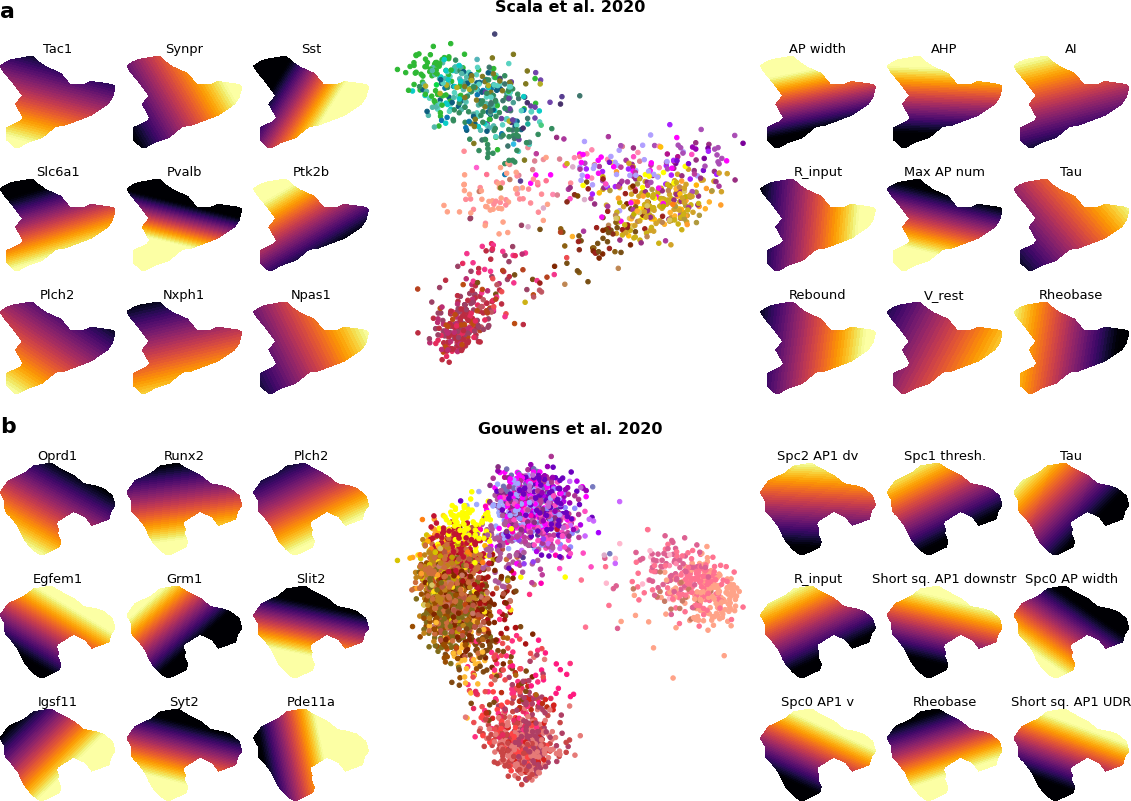 a
Scala et al. 2020
Tac1 Synpr Sst
AP width AHP AI
Slc6a1 Pvalb Ptk2b
R_input Max AP num Tau
Plch2 Nxph1 Npas1
Rebound V_rest Rheobase
b
Gouwens et al. 2020
Oprd1 Runx2 Plch2
Spc2 AP1 dv Spc1 thresh. Tau
Egfem1 Grm1 Slit2
R_input Short sq. AP1 downstr Spc0 AP width
Igsf11 Syt2 Pde11a
Spc0 AP1 v Rheobase Short sq. AP1 UDR